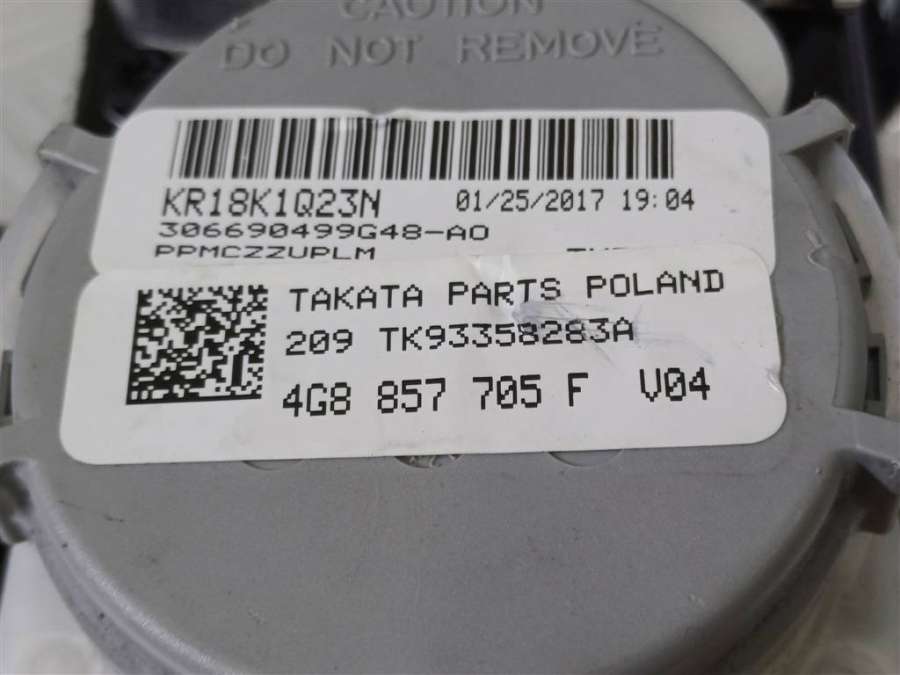 CAUTION
DO NOT REMOVE
KR18K1Q23N 01/25/2017 19:04
306690499G48-AO
PPMCZZUPLM
TAKATA PARTS POLAND
209 TK93358283A
4G8 857 705 F V04